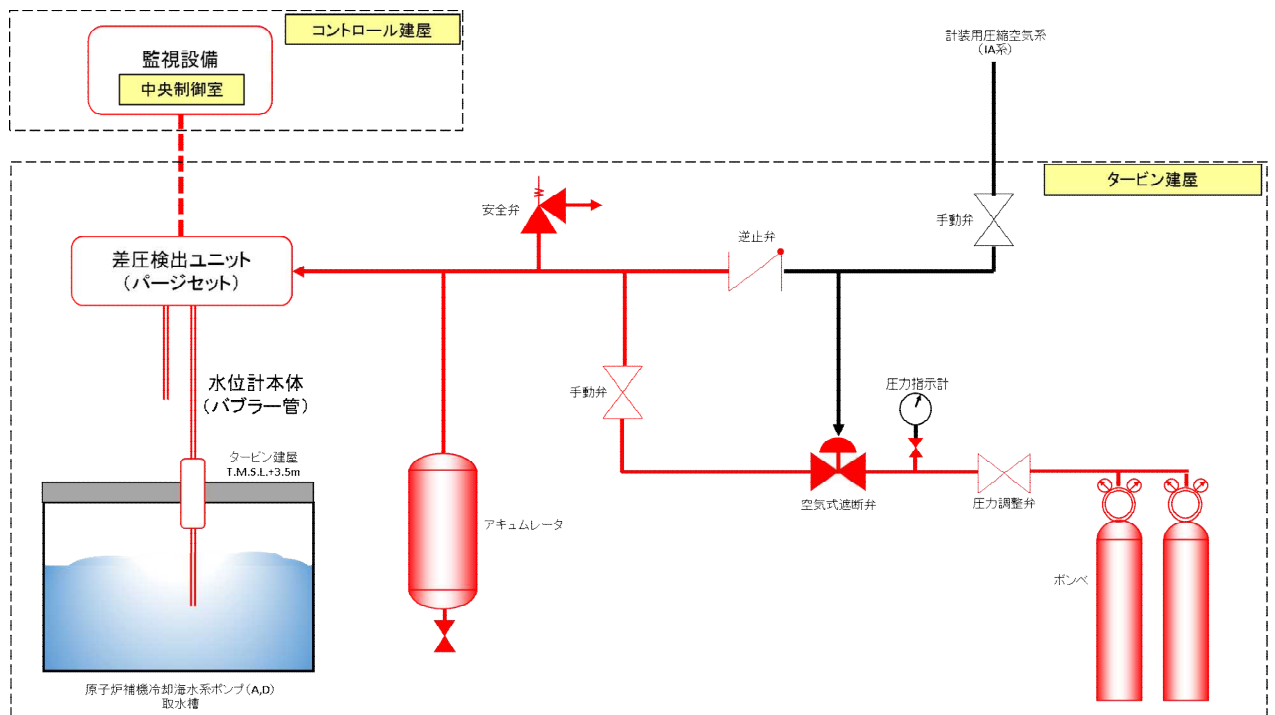 コントロール建屋
監視設備
中央制御室
計装用圧縮空気系
(IA系)
タービン建屋
安全弁
逆止弁
手動弁
差圧検出ユニット
(パージセット)
水位計本体
(バブラー管)
手動弁
圧力指示計
タービン建屋
T.M.S.L.+3.5m
空気式遮断弁
圧力調整弁
アキュムレータ
ボンベ
原子炉補機冷却海水系ポンプ(A,D)
取水槽